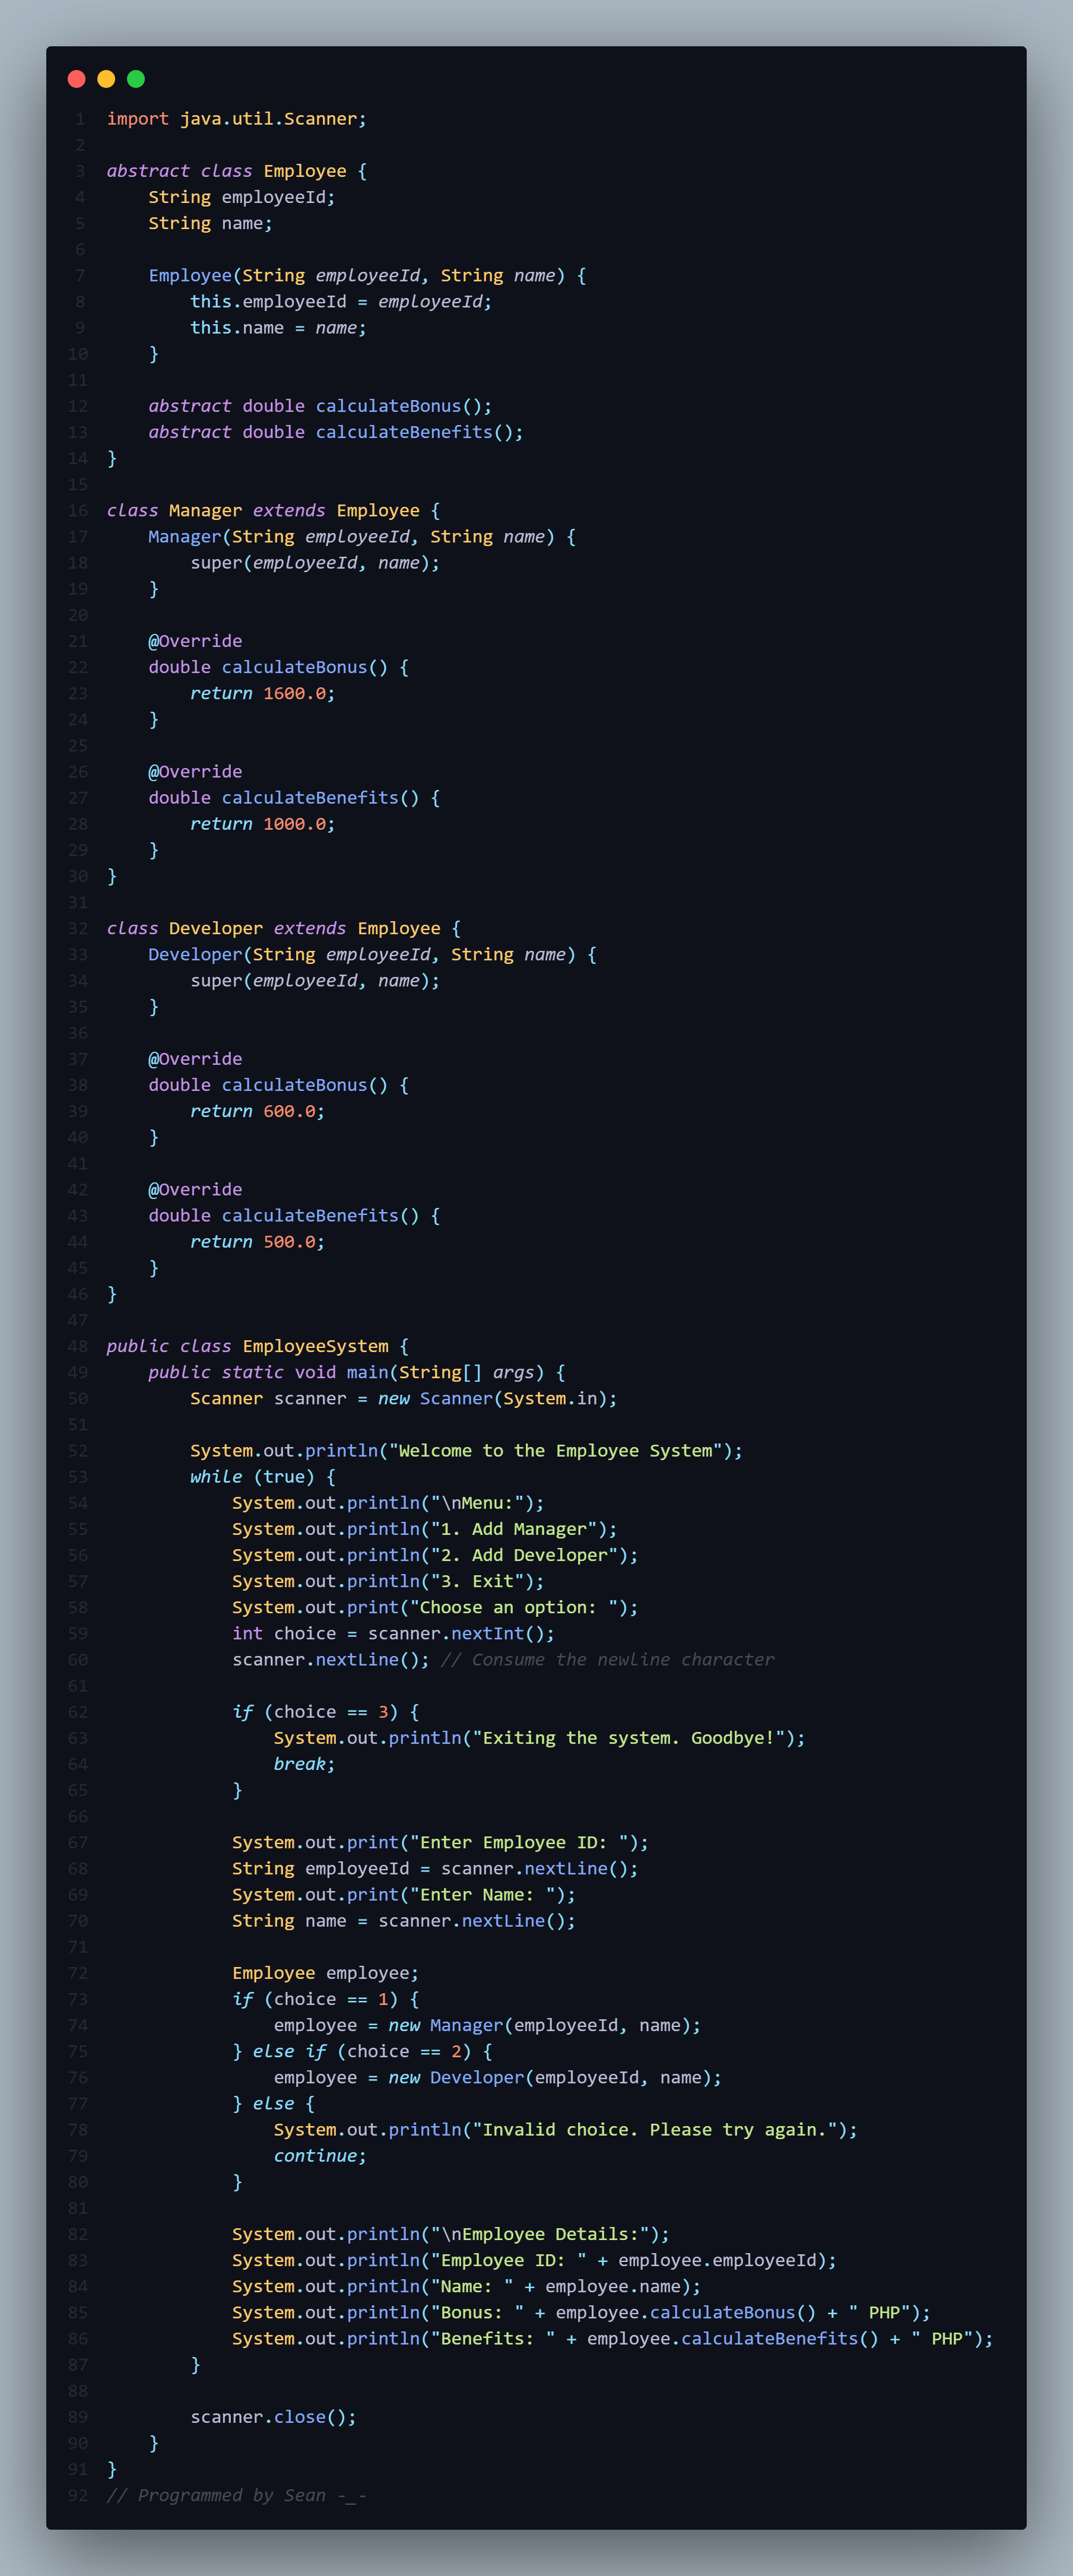 1 import java.util.Scanner;
2
3 abstract class Employee {
4     String employeeId;
5     String name;
6
7     Employee(String employeeId, String name) {
8         this.employeeId = employeeId;
9         this.name = name;
10     }
11
12     abstract double calculateBonus();
13     abstract double calculateBenefits();
14 }
15
16 class Manager extends Employee {
17     Manager(String employeeId, String name) {
18         super(employeeId, name);
19     }
20
21     @Override
22     double calculateBonus() {
23         return 1600.0;
24     }
25
26     @Override
27     double calculateBenefits() {
28         return 1000.0;
29     }
30 }
31
32 class Developer extends Employee {
33     Developer(String employeeId, String name) {
34         super(employeeId, name);
35     }
36
37     @Override
38     double calculateBonus() {
39         return 600.0;
40     }
41
42     @Override
43     double calculateBenefits() {
44         return 500.0;
45     }
46 }
47
48 public class EmployeeSystem {
49     public static void main(String[] args) {
50         Scanner scanner = new Scanner(System.in);
51
52         System.out.println("Welcome to the Employee System");
53         while (true) {
54             System.out.println("\nMenu:");
55             System.out.println("1. Add Manager");
56             System.out.println("2. Add Developer");
57             System.out.println("3. Exit");
58             System.out.print("Choose an option: ");
59             int choice = scanner.nextInt();
60             scanner.nextLine(); // Consume the newline character
61
62             if (choice == 3) {
63                 System.out.println("Exiting the system. Goodbye!");
64                 break;
65             }
66
67             System.out.print("Enter Employee ID: ");
68             String employeeId = scanner.nextLine();
69             System.out.print("Enter Name: ");
70             String name = scanner.nextLine();
71
72             Employee employee;
73             if (choice == 1) {
74                 employee = new Manager(employeeId, name);
75             } else if (choice == 2) {
76                 employee = new Developer(employeeId, name);
77             } else {
78                 System.out.println("Invalid choice. Please try again.");
79                 continue;
80             }
81
82             System.out.println("\nEmployee Details:");
83             System.out.println("Employee ID: " + employee.employeeId);
84             System.out.println("Name: " + employee.name);
85             System.out.println("Bonus: " + employee.calculateBonus() + " PHP");
86             System.out.println("Benefits: " + employee.calculateBenefits() + " PHP");
87         }
88
89         scanner.close();
90     }
91 }
92 // Programmed by Sean -_-